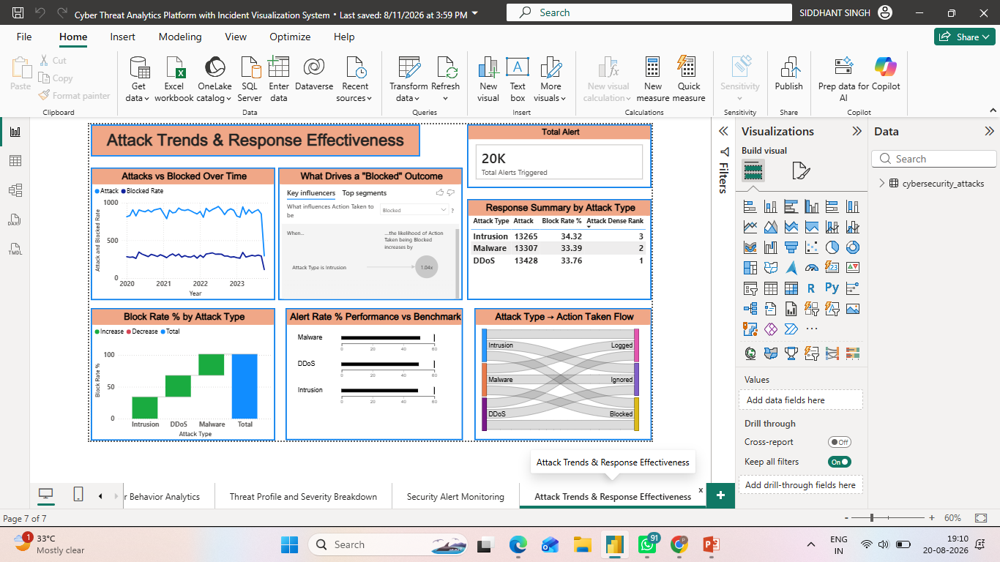 Cyber Threat Analytics Platform with Incident Visualization System • Last saved: 8/11/2026 at 3:59 PM
Search
SIDDHANT SINGH
File
Home
Insert
Modeling
View
Optimize
Help
Share
Paste
Cut
Copy
Format painter
Clipboard
Get data
Excel workbook
OneLake catalog
SQL Server
Enter data
Dataverse
Recent sources
Data
Transform data
Refresh
Queries
New visual
Text box
More visuals
Insert
New visual calculation
New measure
Quick measure
Calculations
Sensitivity
Sensitivity
Publish
Share
Prep data for AI
Copilot
Copilot
DAX
TMDL
Attack Trends & Response Effectiveness
Total Alert
20K
Total Alerts Triggered
Attacks vs Blocked Over Time
Attack
Blocked Rate
Attack and Blocked Rate
1000
500
0
2020
2021
2022
2023
Year
What Drives a "Blocked" Outcome
Key influencers
Top segments
What influences Action Taken to
be
Blocked
?
When...
...the likelihood of Action
Taken being Blocked
increases by
Attack Type is Intrusion
1.04x
Response Summary by Attack Type
Attack Type Attack Block Rate % Attack Dense Rank
Intrusion 13265 34.32 3
Malware 13307 33.39 2
DDoS 13428 33.76 1
Block Rate % by Attack Type
Increase
Decrease
Total
Block Rate %
100
50
0
Intrusion
DDoS
Malware
Total
Attack Type
Alert Rate % Performance vs Benchmark
Malware
0 20 40 60
DDoS
0 20 40 60
Intrusion
0 20 40 60
Attack Type → Action Taken Flow
Intrusion
Malware
DDoS
Logged
Ignored
Blocked
Attack Trends & Response Effectiveness
Filters
Visualizations
Build visual
R
Py
123
...
Values
Add data fields here
Drill through
Cross-report
Off
Keep all filters
On
Add drill-through fields here
Data
Search
cybersecurity_attacks
r Behavior Analytics
Threat Profile and Severity Breakdown
Security Alert Monitoring
Attack Trends & Response Effectiveness
x
+
Page 7 of 7
-
+
60%
1
33°C
Mostly clear
Search
91
ENG
IN
19:10
20-08-2026